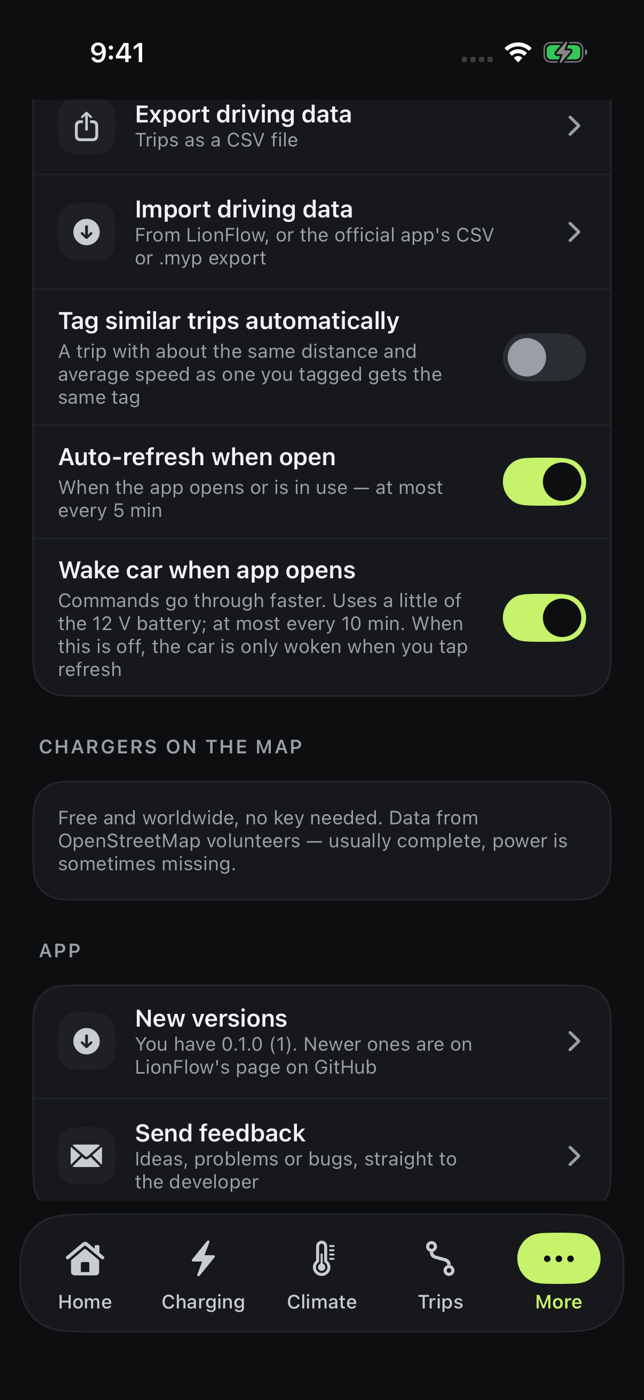 9:41
Export driving data
Trips as a CSV file
Import driving data
From LionFlow, or the official app's CSV
or .myp export
Tag similar trips automatically
A trip with about the same distance and
average speed as one you tagged gets the
same tag
Auto-refresh when open
When the app opens or is in use — at most
every 5 min
Wake car when app opens
Commands go through faster. Uses a little of
the 12 V battery; at most every 10 min. When
this is off, the car is only woken when you tap
refresh
CHARGERS ON THE MAP
Free and worldwide, no key needed. Data from
OpenStreetMap volunteers — usually complete, power is
sometimes missing.
APP
New versions
You have 0.1.0 (1). Newer ones are on
LionFlow's page on GitHub
Send feedback
Ideas, problems or bugs, straight to
the developer
Home
Charging
Climate
Trips
More